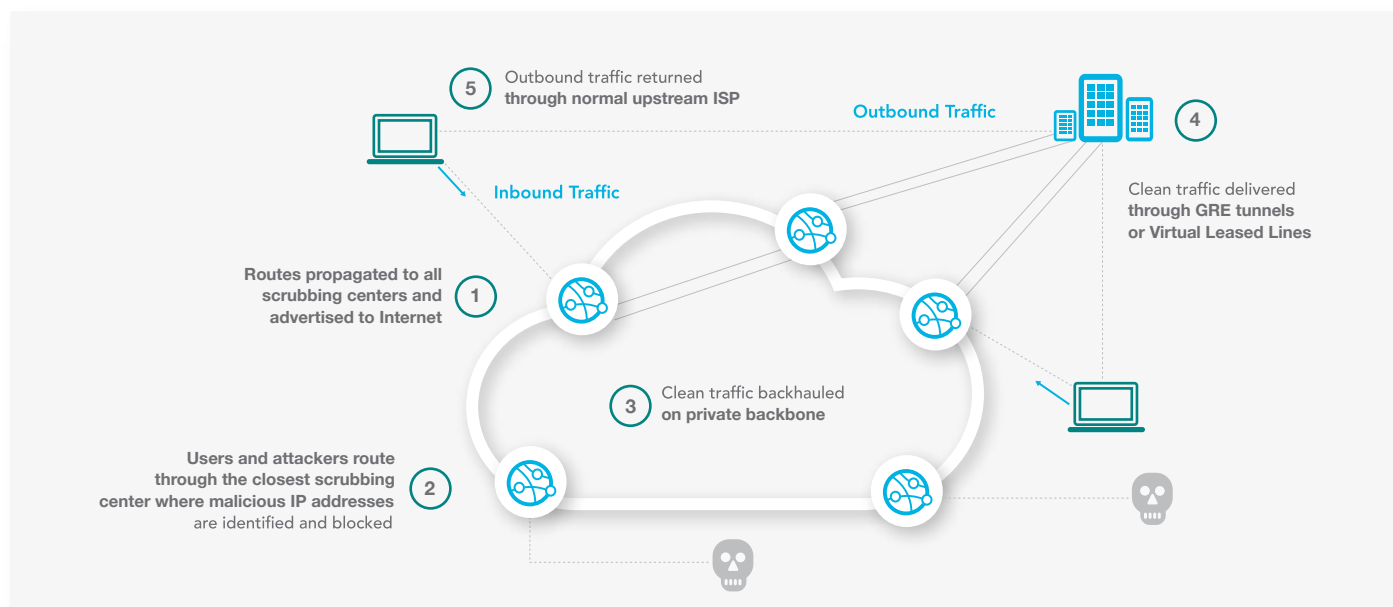 5
Outbound traffic returned
through normal upstream ISP
Outbound Traffic
4
Clean traffic delivered
through GRE tunnels
or Virtual Leased Lines
Inbound Traffic
Routes propagated to all
scrubbing centers and
advertised to Internet
1
3
Clean traffic backhauled
on private backbone
Users and attackers route
through the closest scrubbing
center where malicious IP addresses
are identified and blocked
2